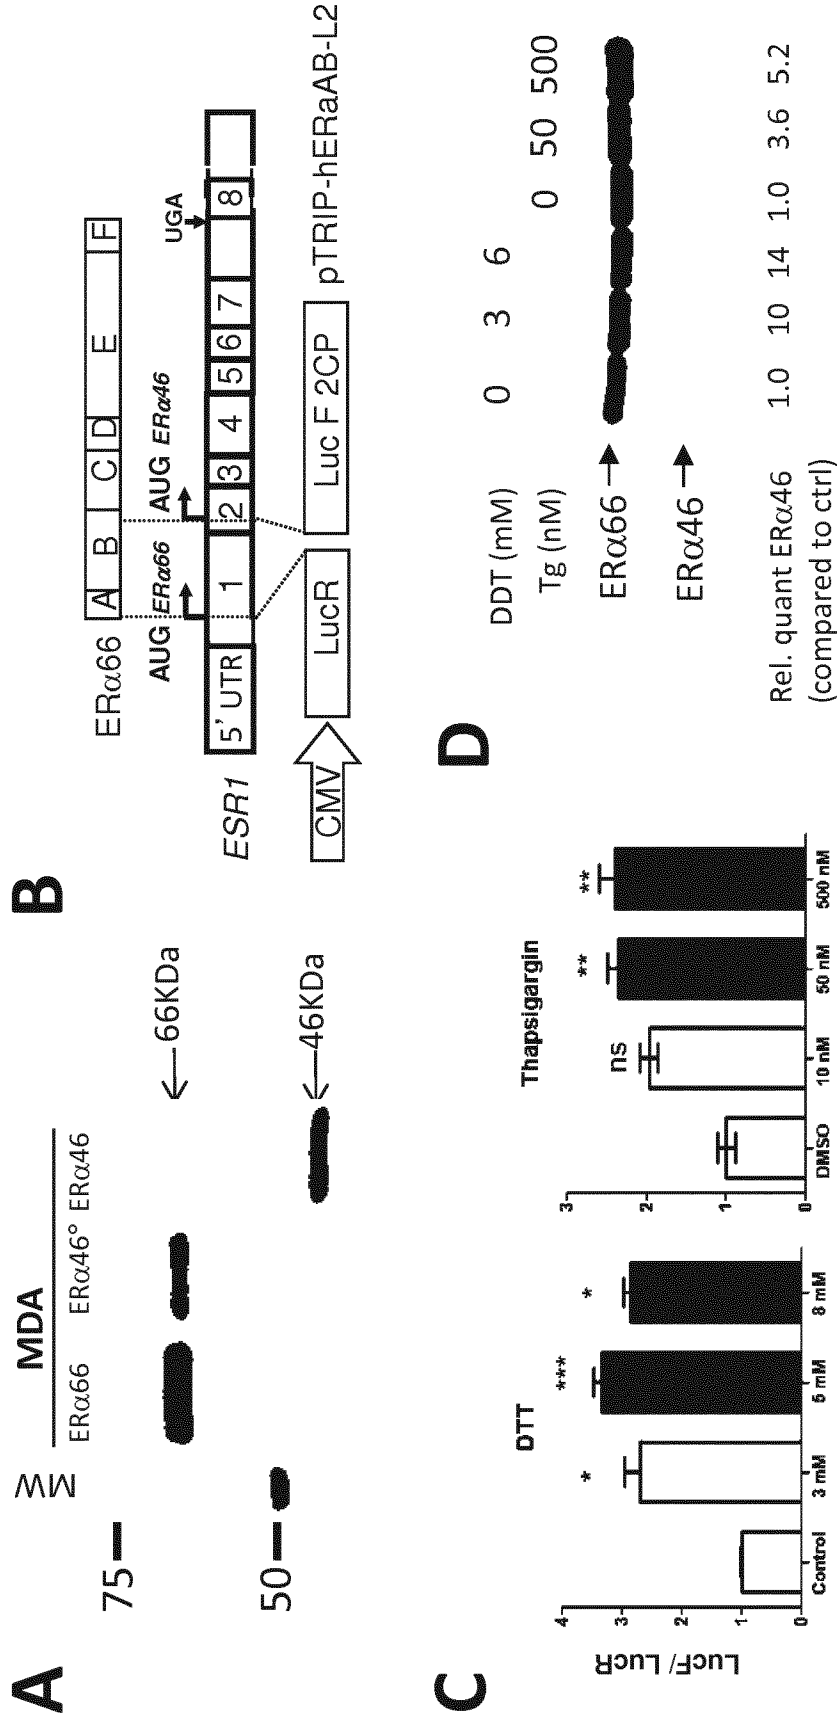 A
MW
MDA
ERα66 ERα46° ERα46
75
50
66KDa
46KDa
B
ERα66
A B C D E F
AUG ERα66 AUG ERα46
UGA
ESR1
5' UTR 1 2 3 4 5 6 7 8
CMV LucR Luc F 2CP pTRIP-hERaAB-L2
C
DTT
LucF/ LucR
4
3
2
1
0
Control 3 mM 5 mM 8 mM
* *** *
Thapsigargin
3
2
1
0
DMSO 10 nM 50 nM 500 nM
ns ** **
D
DDT (mM) 0 3 6
Tg (nM) 0 50 500
ERα66
ERα46
Rel. quant ERα46 1.0 10 14 1.0 3.6 5.2
(compared to ctrl)